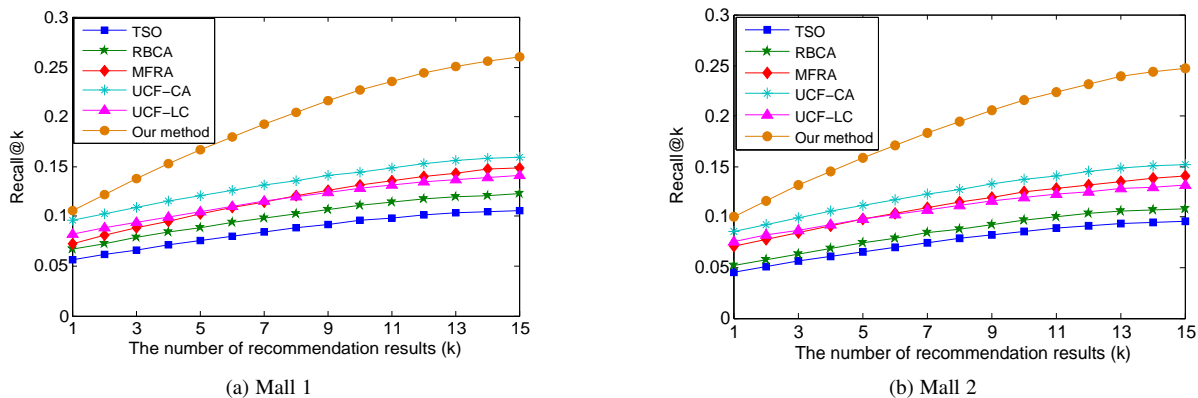 0.3
0.25
0.2
0.15
0.1
0.05
0
Recall@k
TSO
RBCA
MFRA
UCF−CA
UCF−LC
Our method
1 3 5 7 9 11 13 15
The number of recommendation results (k)
(a) Mall 1
0.3
0.25
0.2
0.15
0.1
0.05
0
Recall@k
TSO
RBCA
MFRA
UCF−CA
UCF−LC
Our method
1 3 5 7 9 11 13 15
The number of recommendation results (k)
(b) Mall 2